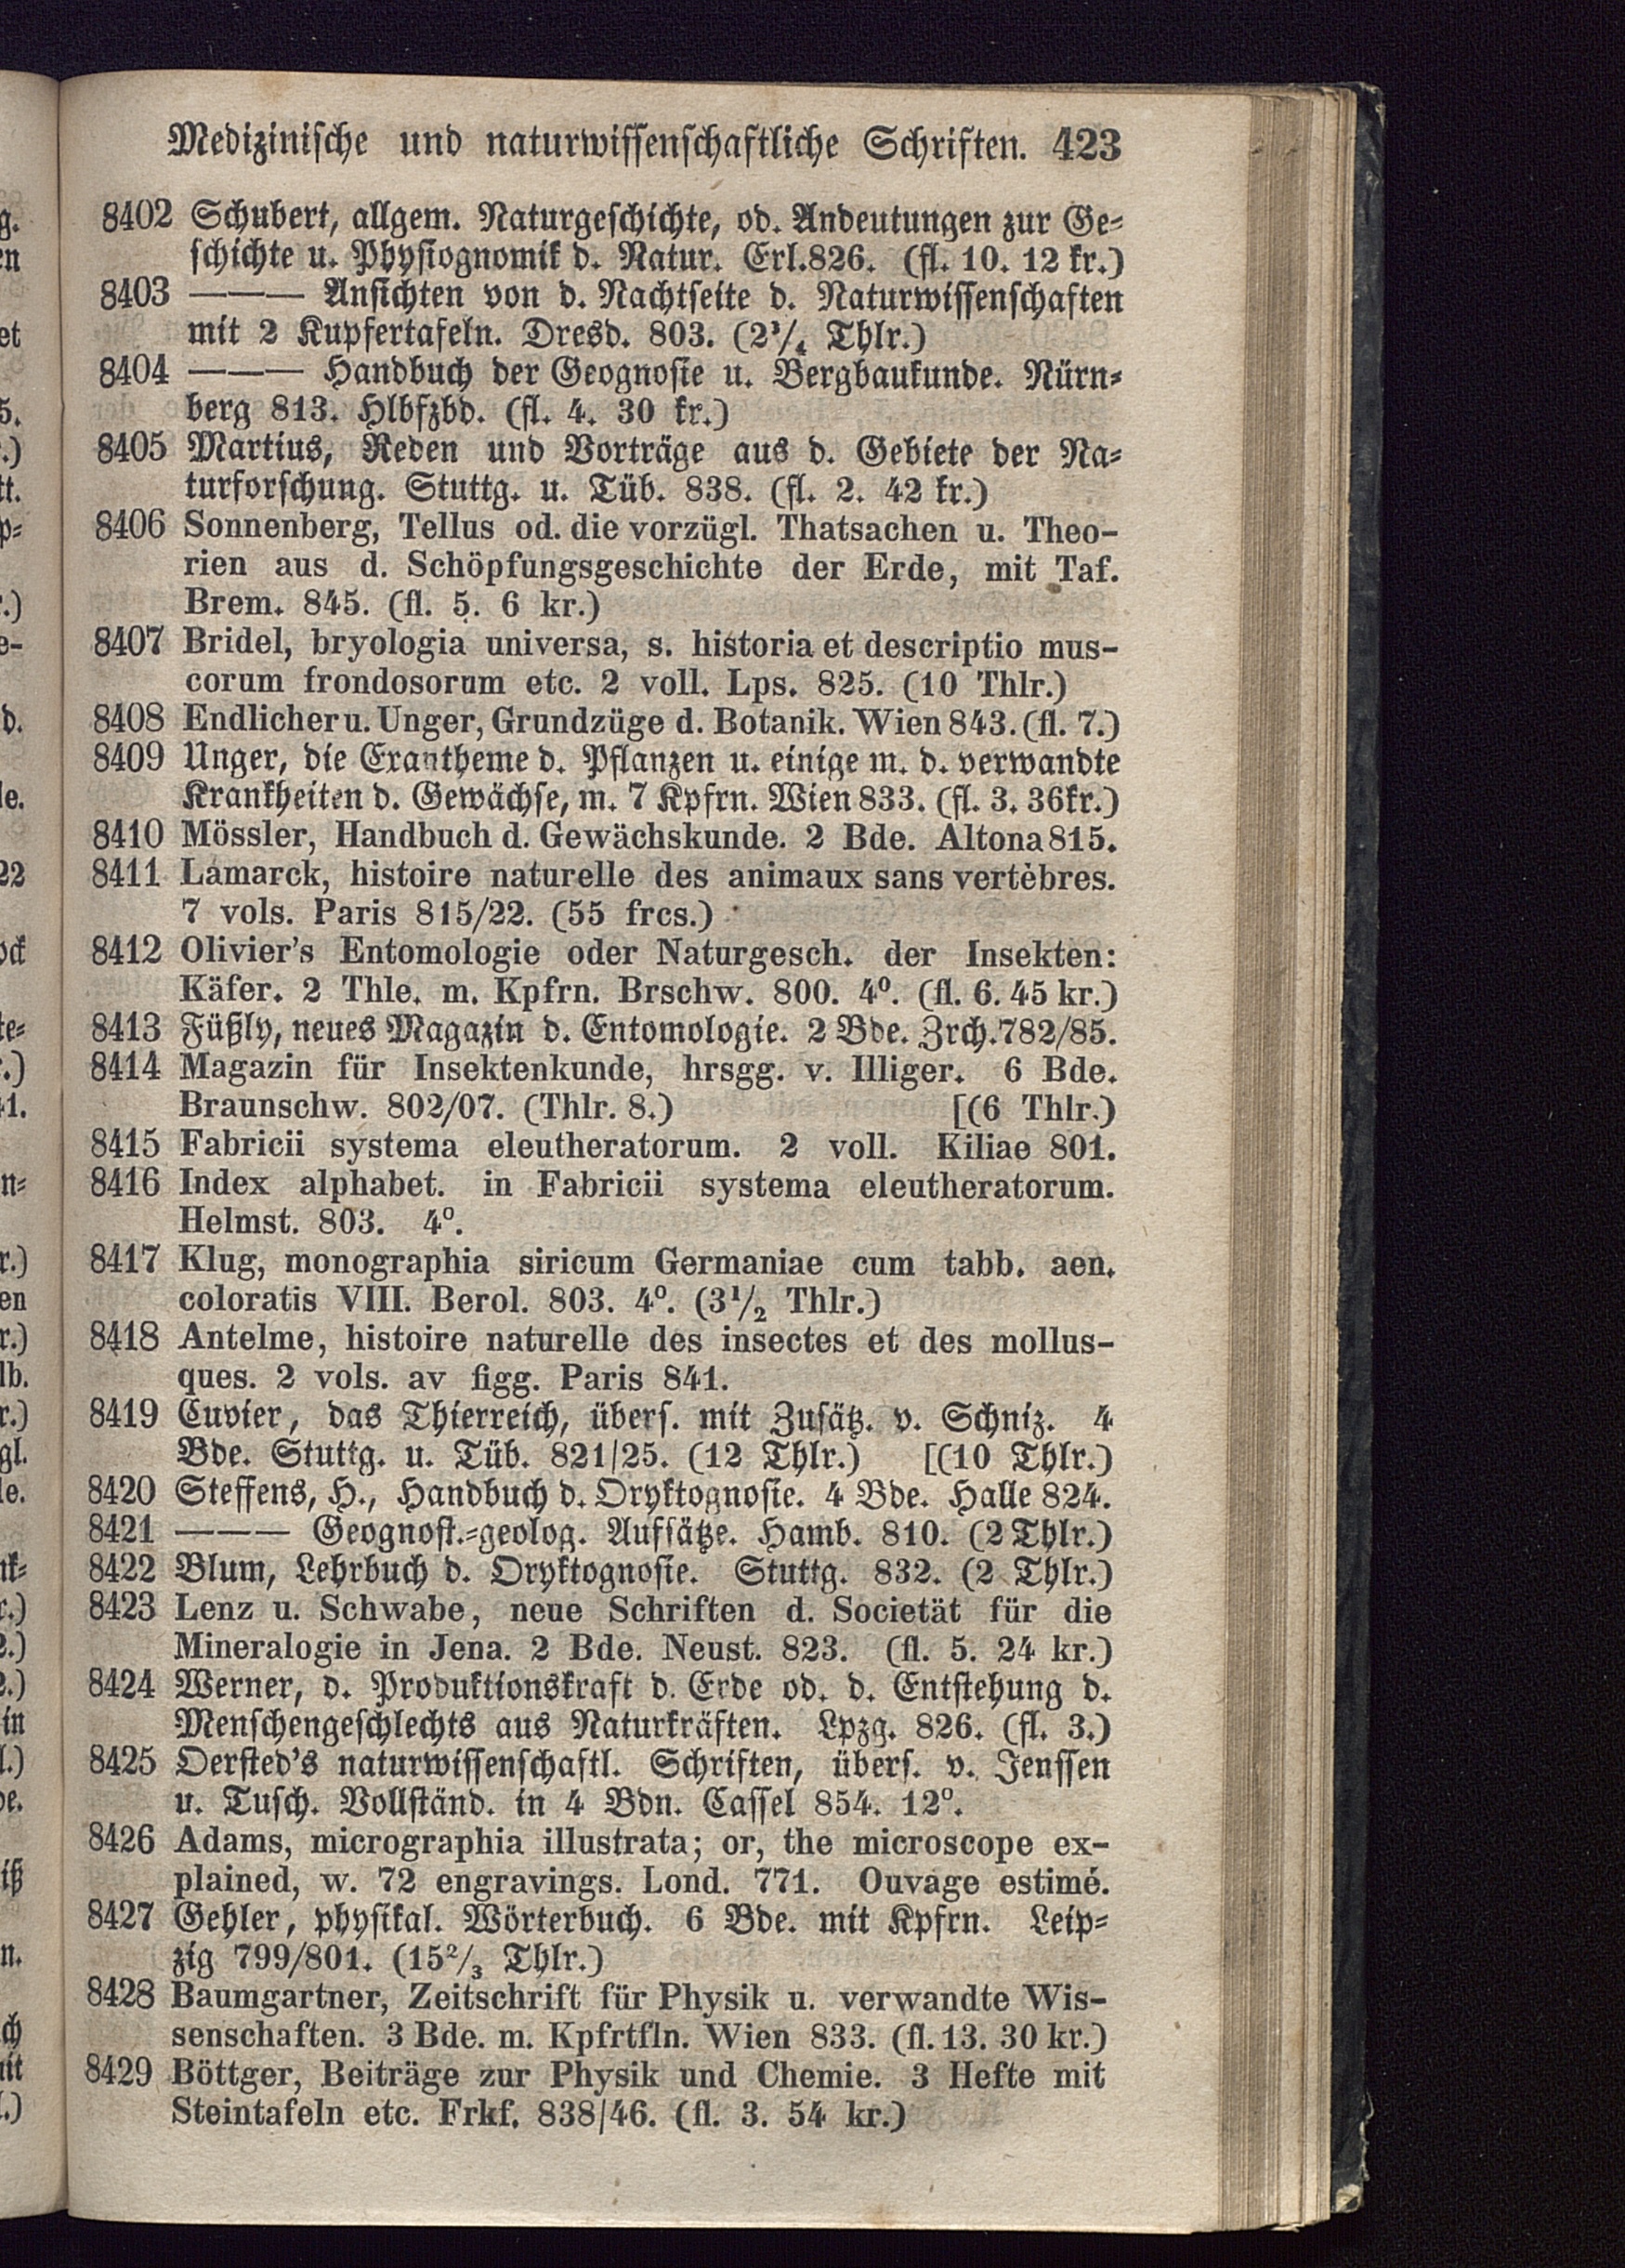 Medizinische und naturwissenschaftliche Schriften. 423
8402 Schubert, allgem. Naturgeschichte, od. Andeutungen zur Ge-
schichte u. Physiognomik d. Natur. Erl. 826. (fl. 10. 12 kr.)
8403 ——— Ansichten von d. Nachtseite d. Naturwissenschaften
mit 2 Kupfertafeln. Dresd. 803. (2¾ Thlr.)
8404 ——— Handbuch der Geognosie u. Bergbaukunde. Nürn-
berg 813. Hlbfzbd. (fl. 4. 30 kr.)
8405 Martius, Reden und Vorträge aus d. Gebiete der Na-
turforschung. Stuttg. u. Tüb. 838. (fl. 2. 42 kr.)
8406 Sonnenberg, Tellus od. die vorzügl. Thatsachen u. Theo-
rien aus d. Schöpfungsgeschichte der Erde, mit Taf.
Brem. 845. (fl. 5. 6 kr.)
8407 Bridel, bryologia universa, s. historia et descriptio mus-
corum frondosorum etc. 2 voll. Lps. 825. (10 Thlr.)
8408 Endlicher u. Unger, Grundzüge d. Botanik. Wien 843. (fl. 7.)
8409 Unger, die Exantheme d. Pflanzen u. einige m. d. verwandte
Krankheiten d. Gewächse, m. 7 Kpfrn. Wien 833. (fl. 3. 36 kr.)
8410 Mössler, Handbuch d. Gewächskunde. 2 Bde. Altona 815.
8411 Lamarck, histoire naturelle des animaux sans vertèbres.
7 vols. Paris 815/22. (55 frcs.)
8412 Olivier's Entomologie oder Naturgesch. der Insekten:
Käfer. 2 Thle. m. Kpfrn. Brschw. 800. 4⁰. (fl. 6. 45 kr.)
8413 Füßly, neues Magazin d. Entomologie. 2 Bde. Zrch. 782/85.
8414 Magazin für Insektenkunde, hrsgg. v. Illiger. 6 Bde.
Braunschw. 802/07. (Thlr. 8.) [(6 Thlr.)
8415 Fabricii systema eleutheratorum. 2 voll. Kiliae 801.
8416 Index alphabet. in Fabricii systema eleutheratorum.
Helmst. 803. 4⁰.
8417 Klug, monographia siricum Germaniae cum tabb. aen.
coloratis VIII. Berol. 803. 4⁰. (3½ Thlr.)
8418 Antelme, histoire naturelle des insectes et des mollus-
ques. 2 vols. av figg. Paris 841.
8419 Cuvier, das Thierreich, übers. mit Zusätz. v. Schniz. 4
Bde. Stuttg. u. Tüb. 821/25. (12 Thlr.) [(10 Thlr.)
8420 Steffens, H., Handbuch d. Oryktognosie. 4 Bde. Halle 824.
8421 ——— Geognost.-geolog. Aufsätze. Hamb. 810. (2 Thlr.)
8422 Blum, Lehrbuch d. Oryktognosie. Stuttg. 832. (2 Thlr.)
8423 Lenz u. Schwabe, neue Schriften d. Societät für die
Mineralogie in Jena. 2 Bde. Neust. 823. (fl. 5. 24 kr.)
8424 Werner, d. Produktionskraft d. Erde od. d. Entstehung d.
Menschengeschlechts aus Naturkräften. Lpzg. 826. (fl. 3.)
8425 Oersted's naturwissenschaftl. Schriften, übers. v. Jenssen
u. Tusch. Vollständ. in 4 Bdn. Cassel 854. 12⁰.
8426 Adams, micrographia illustrata; or, the microscope ex-
plained, w. 72 engravings. Lond. 771. Ouvage estimé.
8427 Gehler, physikal. Wörterbuch. 6 Bde. mit Kpfrn. Leip-
zig 799/801. (15⅔ Thlr.)
8428 Baumgartner, Zeitschrift für Physik u. verwandte Wis-
senschaften. 3 Bde. m. Kpfrtfln. Wien 833. (fl. 13. 30 kr.)
8429 Böttger, Beiträge zur Physik und Chemie. 3 Hefte mit
Steintafeln etc. Frkf. 838/46. (fl. 3. 54 kr.)